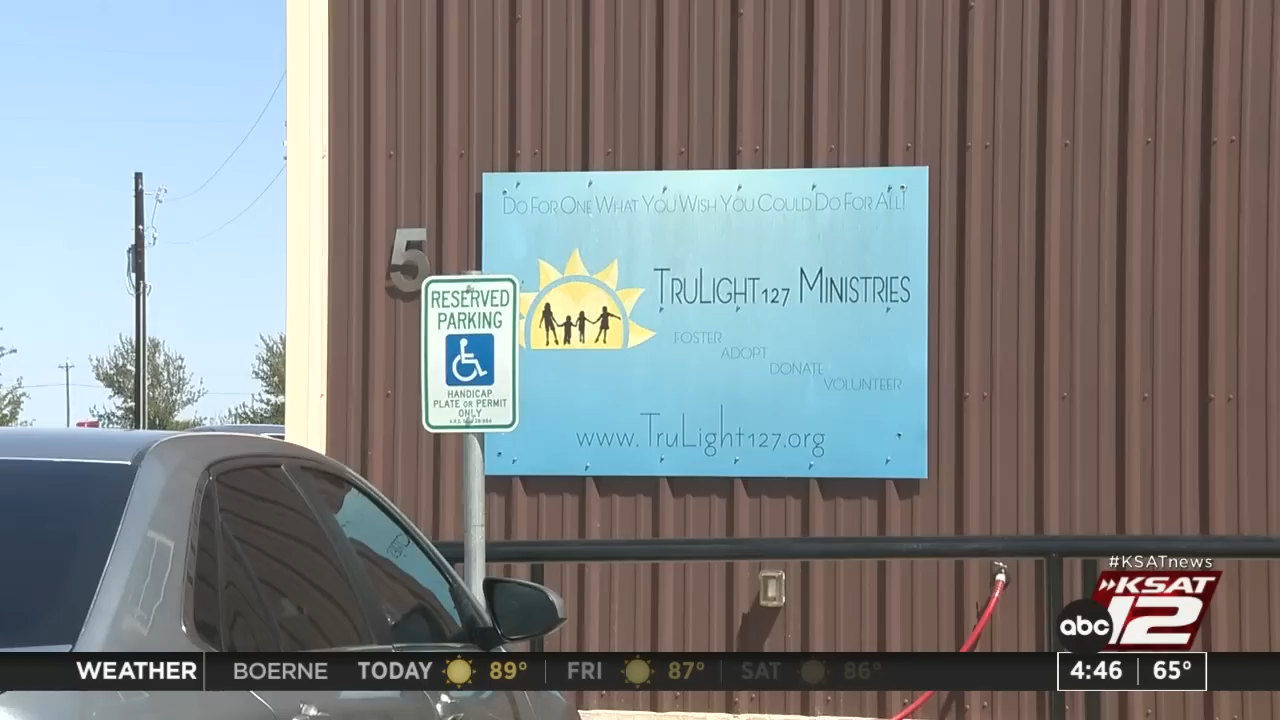 DO FOR ONE WHAT YOU WISH YOU COULD DO FOR ALL!
5
TRULIGHT127 MINISTRIES
FOSTER
ADOPT
DONATE
VOLUNTEER
www.TruLight127.org
RESERVED
PARKING
HANDICAP
PLATE OR PERMIT
ONLY
#KSATnews
KSAT
abc 12
WEATHER BOERNE TODAY 89° FRI 87° SAT 86° 4:46 65°